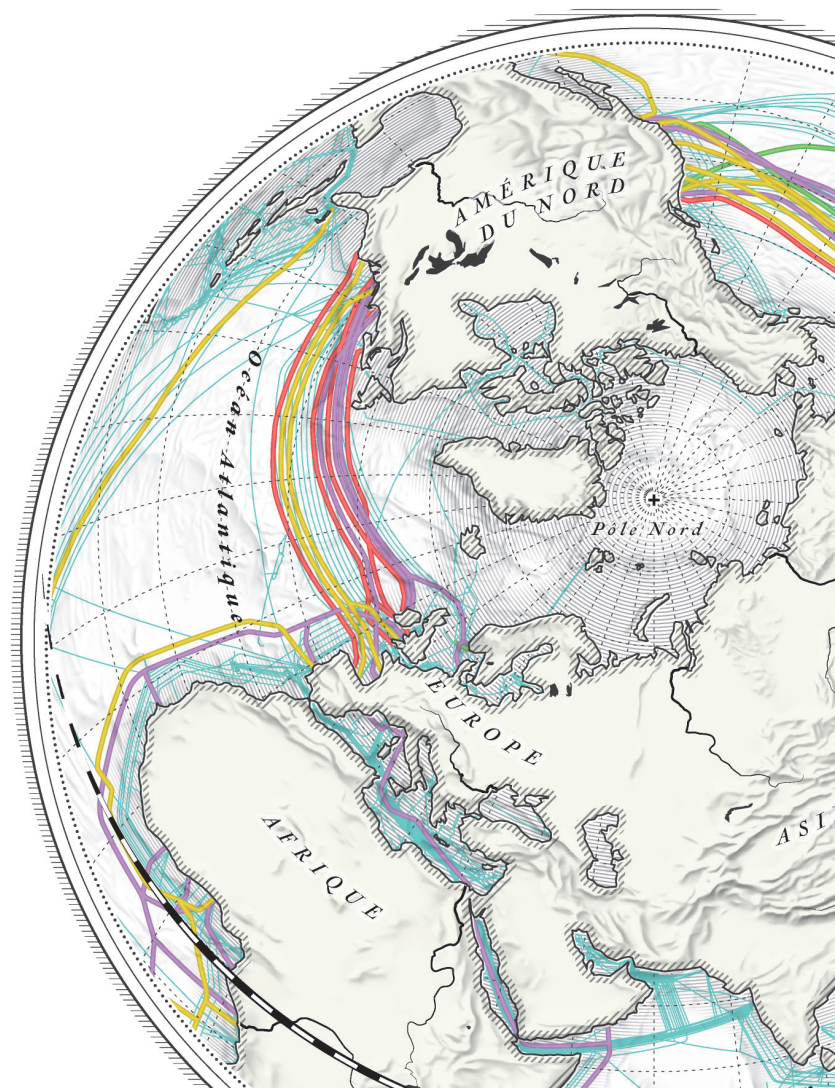 AMÉRIQUE
DU NORD
Océan Atlantique
Pôle Nord
EUROPE
ASI
AFRIQUE